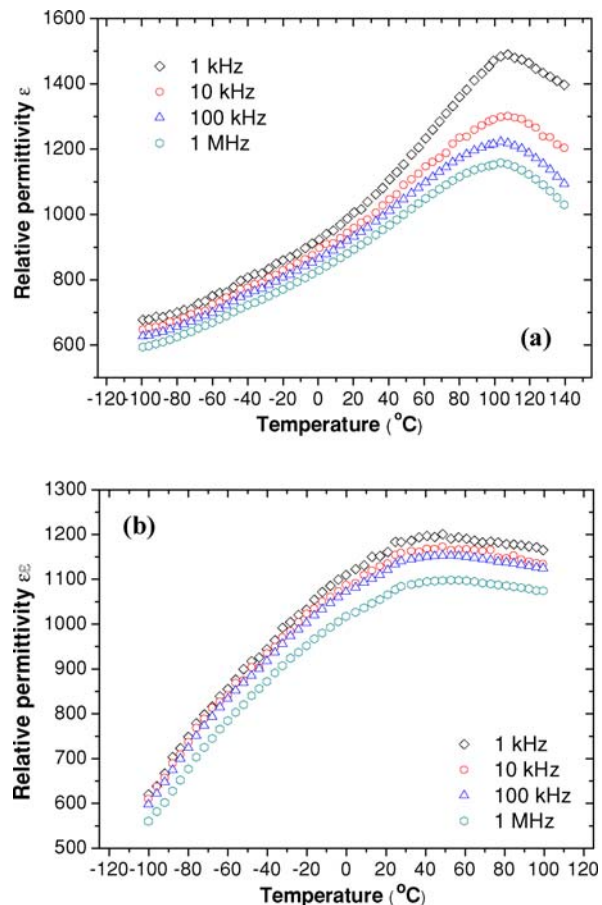 1600
1400
1200
1000
800
600
Relative permittivity ε
1 kHz
10 kHz
100 kHz
1 MHz
(a)
-120 -100 -80 -60 -40 -20 0 20 40 60 80 100 120 140
Temperature (°C)
1300
1200
1100
1000
900
800
700
600
500
Relative permittivity εε
(b)
1 kHz
10 kHz
100 kHz
1 MHz
-120 -100 -80 -60 -40 -20 0 20 40 60 80 100 120
Temperature (°C)